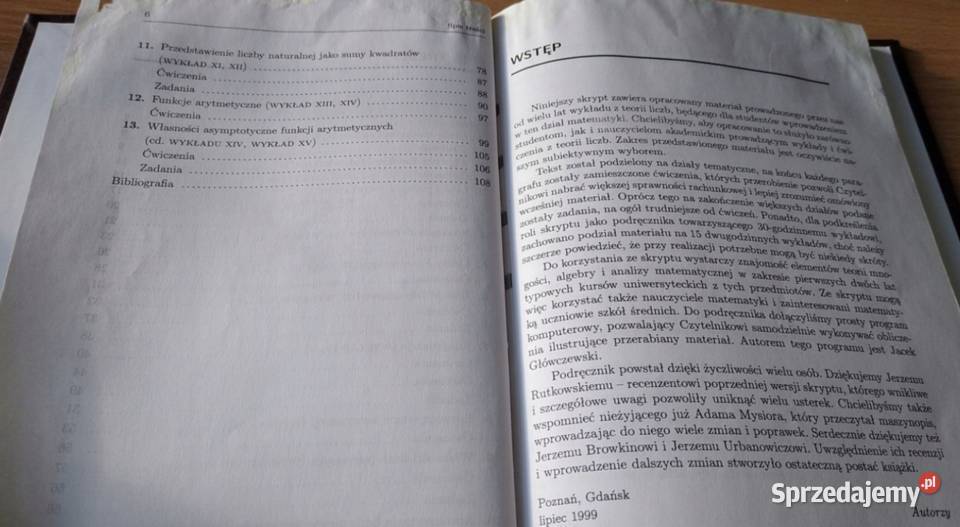 6
Spis treści
11. Przedstawienie liczby naturalnej jako sumy kwadratów
(WYKŁAD XI, XII) 78
Ćwiczenia 87
Zadania 88
12. Funkcje arytmetyczne (WYKŁAD XIII, XIV) 90
Ćwiczenia 97
13. Własności asymptotyczne funkcji arytmetycznych
(cd. WYKŁADU XIV, WYKŁAD XV) 99
Ćwiczenia 105
Zadania 106
Bibliografia 108
WSTĘP
Niniejszy skrypt zawiera opracowany materiał prowadzonego przez nas
od wielu lat wykładu z teorii liczb, będącego dla studentów wprowadzeniem
w ten dział matematyki. Chcielibyśmy, aby opracowanie to służyło zarówno
studentom, jak i nauczycielom akademickim prowadzącym wykłady i ćwi-
czenia z teorii liczb. Zakres przedstawionego materiału jest oczywiście na-
szym subiektywnym wyborem.
Tekst został podzielony na działy tematyczne, na końcu każdego para-
grafu zostały zamieszczone ćwiczenia, których przerobienie pozwoli Czytel-
nikowi nabrać większej sprawności rachunkowej i lepiej zrozumieć omówiony
wcześniej materiał. Oprócz tego na zakończenie większych działów podane
zostały zadania, na ogół trudniejsze od ćwiczeń. Ponadto, dla podkreślenia
roli skryptu jako podręcznika towarzyszącego 30-godzinnemu wykładowi,
zachowano podział materiału na 15 dwugodzinnych wykładów, choć należy
szczerze powiedzieć, że przy realizacji potrzebne mogą być niekiedy skróty.
Do korzystania ze skryptu wystarczy znajomość elementów teorii mno-
gości, algebry i analizy matematycznej w zakresie pierwszych dwóch lat
typowych kursów uniwersyteckich z tych przedmiotów. Ze skryptu mogą
więc korzystać także nauczyciele matematyki i zainteresowani matematy-
ką uczniowie szkół średnich. Do podręcznika dołączyliśmy prosty program
komputerowy, pozwalający Czytelnikowi samodzielnie wykonywać oblicze-
nia ilustrujące przerabiany materiał. Autorem tego programu jest Jacek
Główczewski.
Podręcznik powstał dzięki życzliwości wielu osób. Dziękujemy Jerzemu
Rutkowskiemu – recenzentowi poprzedniej wersji skryptu, którego wnikliwe
i szczegółowe uwagi pozwoliły uniknąć wielu usterek. Chcielibyśmy także
wspomnieć nieżyjącego już Adama Mysiora, który przeczytał maszynopis,
wprowadzając do niego wiele zmian i poprawek. Serdecznie dziękujemy też
Jerzemu Browkinowi i Jerzemu Urbanowiczowi. Uwzględnienie ich recenzji
i wprowadzenie dalszych zmian stworzyło ostateczną postać książki.
Poznań, Gdańsk
lipiec 1999
Autorzy
Sprzedajemy.pl